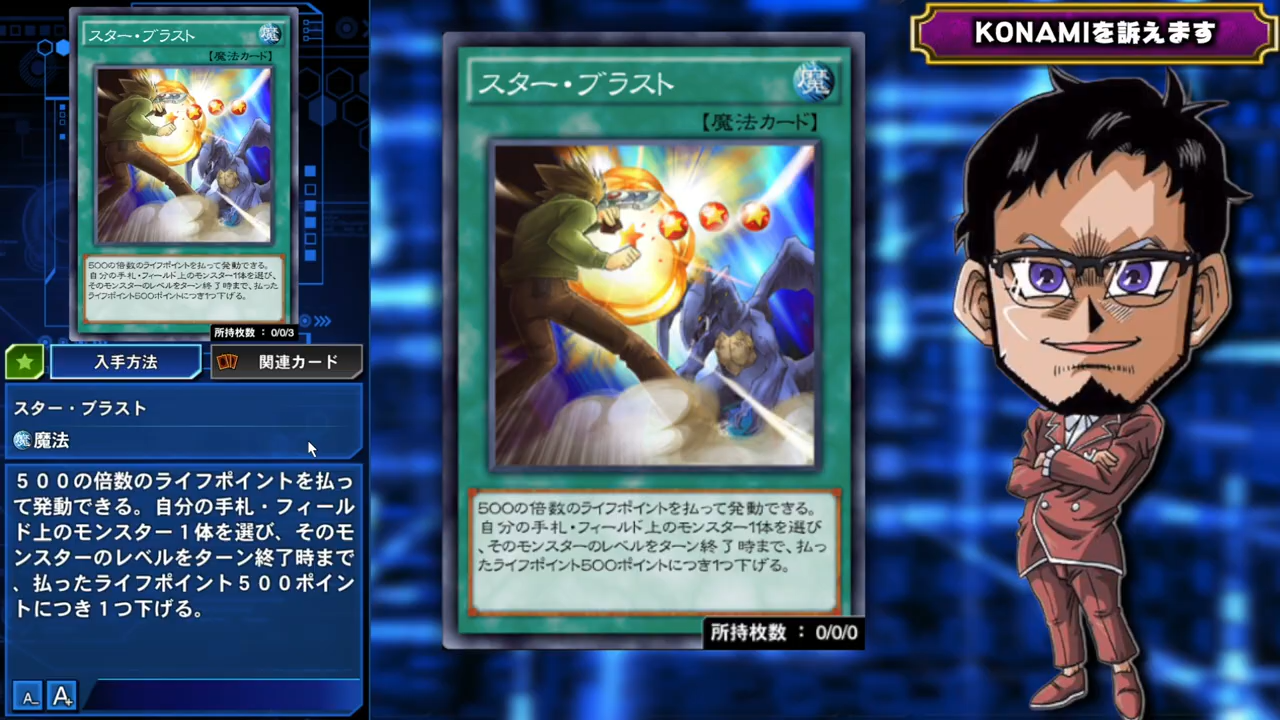 スター・ブラスト
魔
【魔法カード】
500の倍数のライフポイントを払って発動できる。
自分の手札・フィールド上のモンスター1体を選び、
そのモンスターのレベルをターン終了時まで、払った
ライフポイント500ポイントにつき1つ下げる。
所持枚数 : 0/0/3
入手方法
関連カード
スター・ブラスト
魔 魔法
５００の倍数のライフポイントを払っ
て発動できる。自分の手札・フィール
ド上のモンスター１体を選び、そのモ
ンスターのレベルをターン終了時まで
、払ったライフポイント５００ポイン
トにつき１つ下げる。
A-
A+
スター・ブラスト
魔
【魔法カード】
500の倍数のライフポイントを払って発動できる。
自分の手札・フィールド上のモンスター1体を選び
、そのモンスターのレベルをターン終了時まで、払っ
たライフポイント500ポイントにつき1つ下げる。
所持枚数 : 0/0/0
KONAMIを訴えます